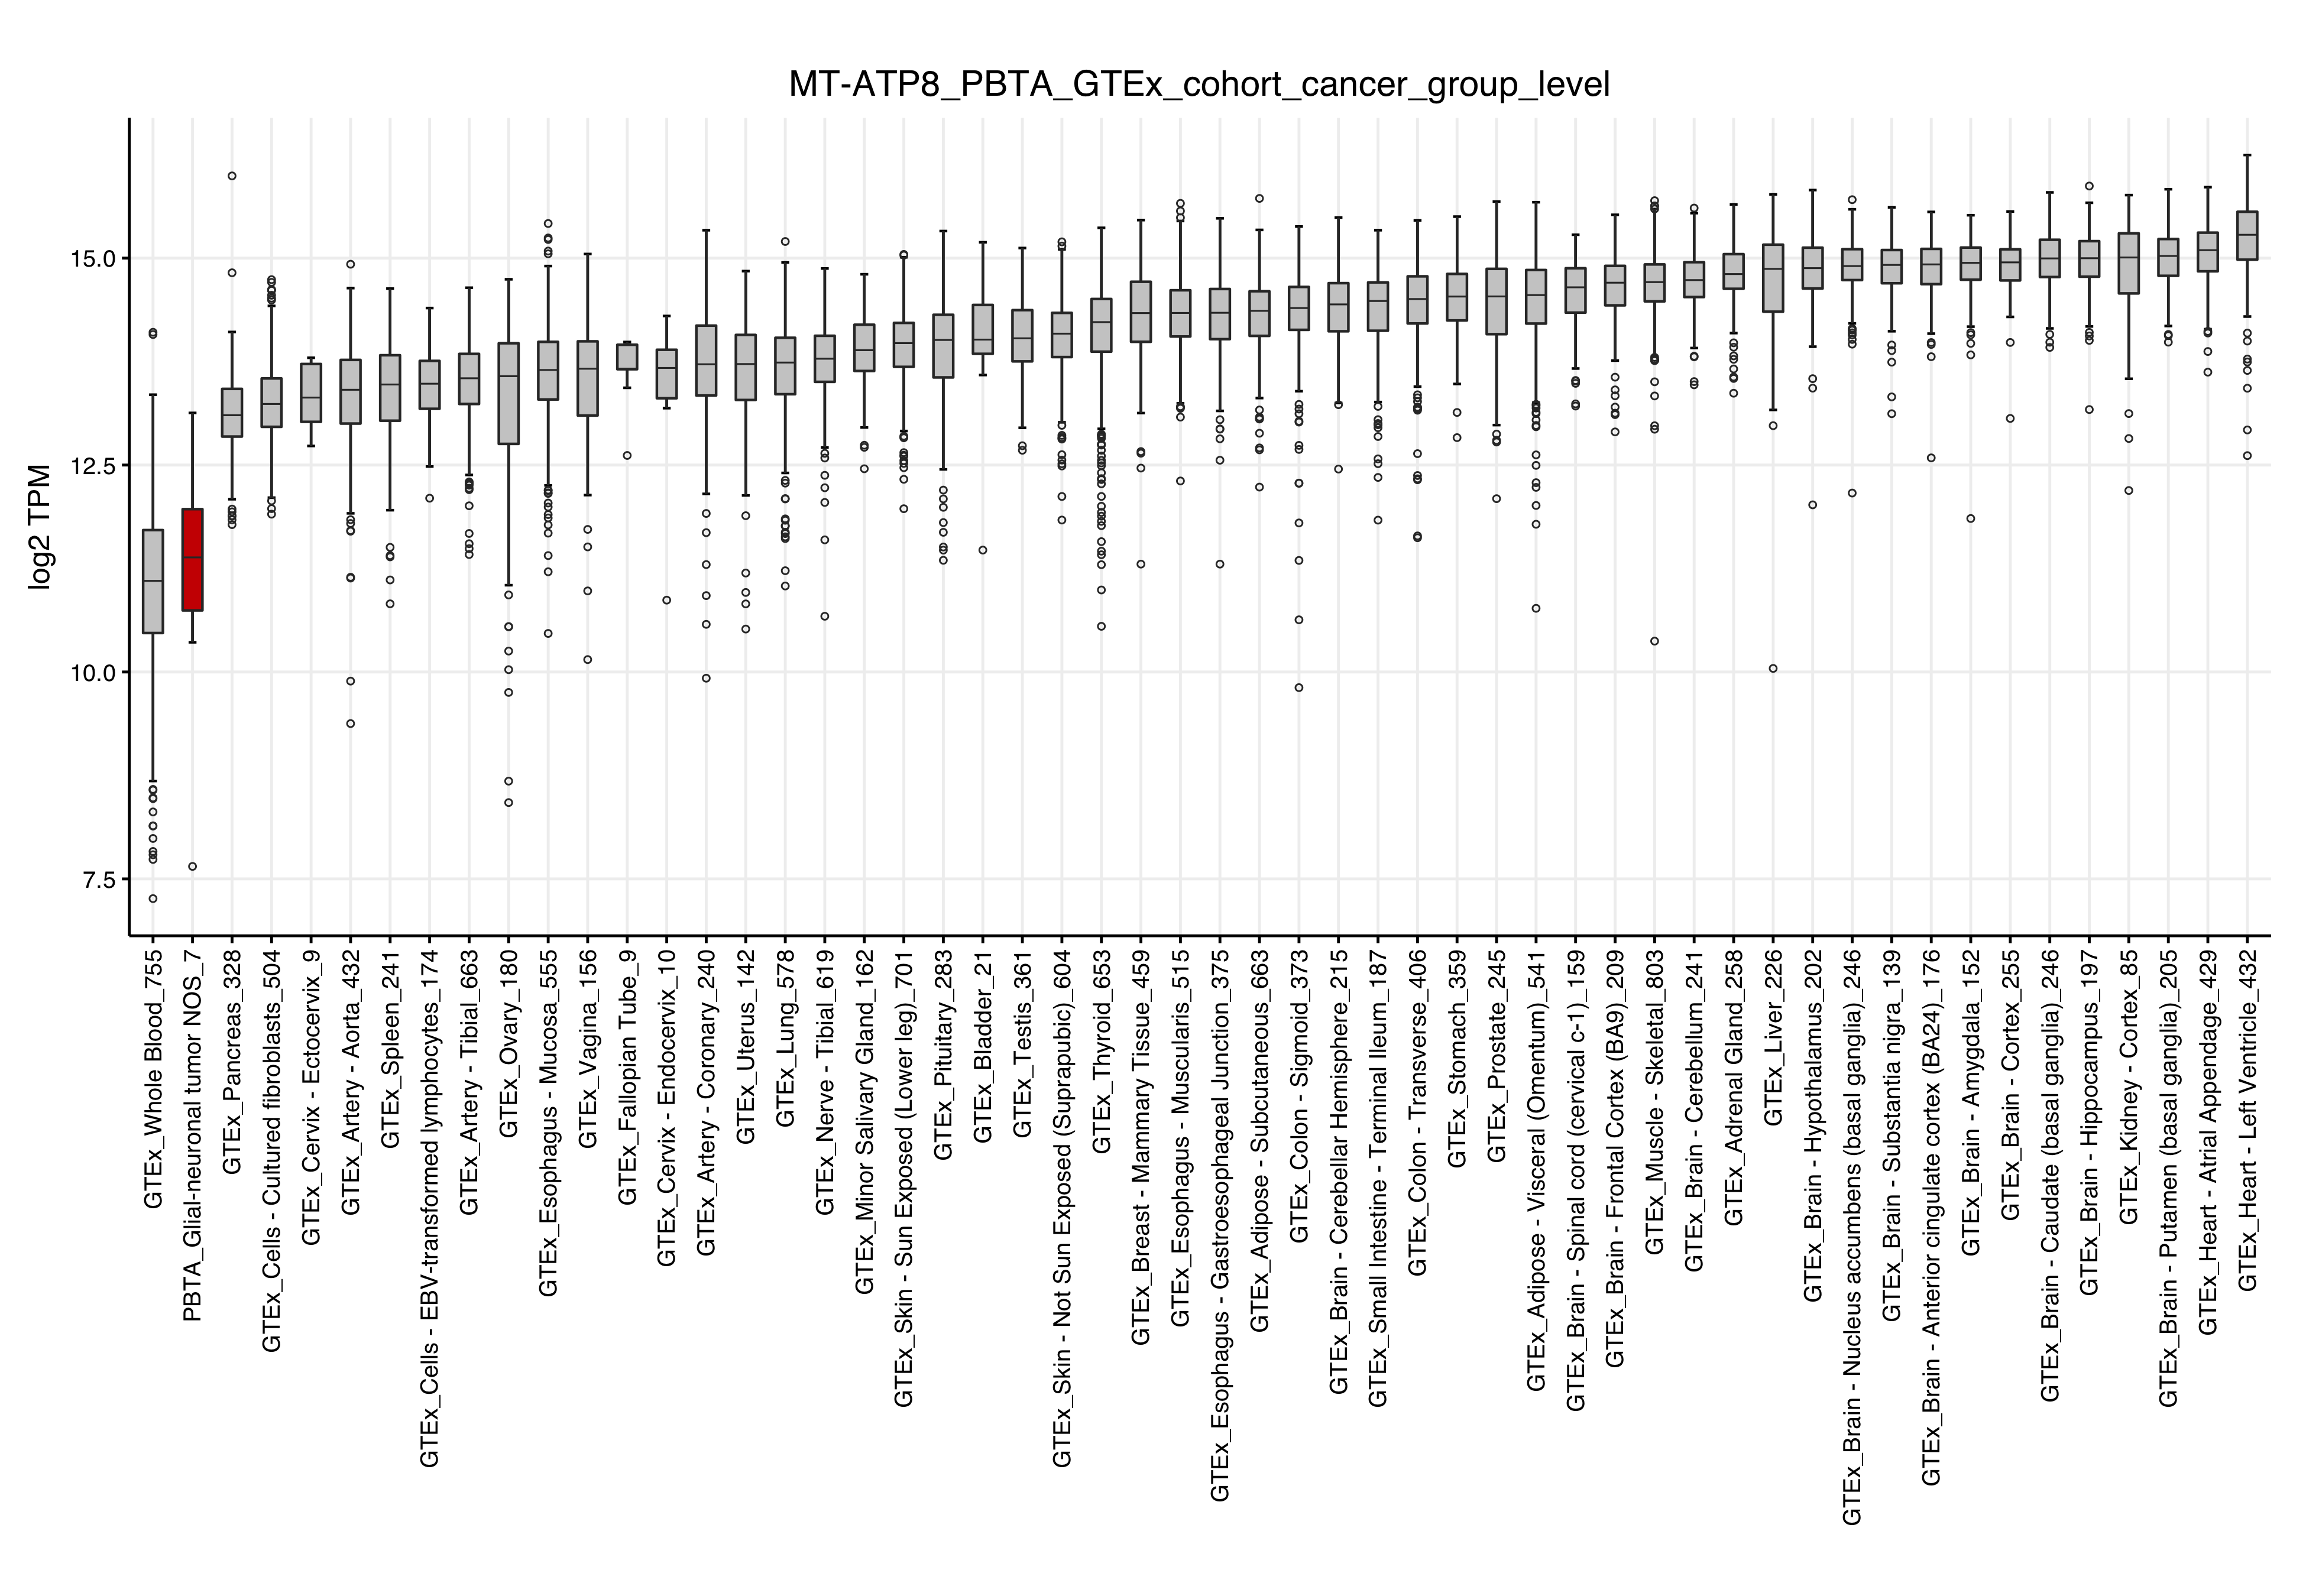 MT-ATP8_PBTA_GTEx_cohort_cancer_group_level
log2 TPM
15.0
12.5
10.0
7.5
GTEx_Whole Blood_755
PBTA_Glial-neuronal tumor NOS_7
GTEx_Pancreas_328
GTEx_Cells - Cultured fibroblasts_504
GTEx_Cervix - Ectocervix_9
GTEx_Artery - Aorta_432
GTEx_Spleen_241
GTEx_Cells - EBV-transformed lymphocytes_174
GTEx_Artery - Tibial_663
GTEx_Ovary_180
GTEx_Esophagus - Mucosa_555
GTEx_Vagina_156
GTEx_Fallopian Tube_9
GTEx_Cervix - Endocervix_10
GTEx_Artery - Coronary_240
GTEx_Uterus_142
GTEx_Lung_578
GTEx_Nerve - Tibial_619
GTEx_Minor Salivary Gland_162
GTEx_Skin - Sun Exposed (Lower leg)_701
GTEx_Pituitary_283
GTEx_Bladder_21
GTEx_Testis_361
GTEx_Skin - Not Sun Exposed (Suprapubic)_604
GTEx_Thyroid_653
GTEx_Breast - Mammary Tissue_459
GTEx_Esophagus - Muscularis_515
GTEx_Esophagus - Gastroesophageal Junction_375
GTEx_Adipose - Subcutaneous_663
GTEx_Colon - Sigmoid_373
GTEx_Brain - Cerebellar Hemisphere_215
GTEx_Small Intestine - Terminal Ileum_187
GTEx_Colon - Transverse_406
GTEx_Stomach_359
GTEx_Prostate_245
GTEx_Adipose - Visceral (Omentum)_541
GTEx_Brain - Spinal cord (cervical c-1)_159
GTEx_Brain - Frontal Cortex (BA9)_209
GTEx_Muscle - Skeletal_803
GTEx_Brain - Cerebellum_241
GTEx_Adrenal Gland_258
GTEx_Liver_226
GTEx_Brain - Hypothalamus_202
GTEx_Brain - Nucleus accumbens (basal ganglia)_246
GTEx_Brain - Substantia nigra_139
GTEx_Brain - Anterior cingulate cortex (BA24)_176
GTEx_Brain - Amygdala_152
GTEx_Brain - Cortex_255
GTEx_Brain - Caudate (basal ganglia)_246
GTEx_Brain - Hippocampus_197
GTEx_Kidney - Cortex_85
GTEx_Brain - Putamen (basal ganglia)_205
GTEx_Heart - Atrial Appendage_429
GTEx_Heart - Left Ventricle_432